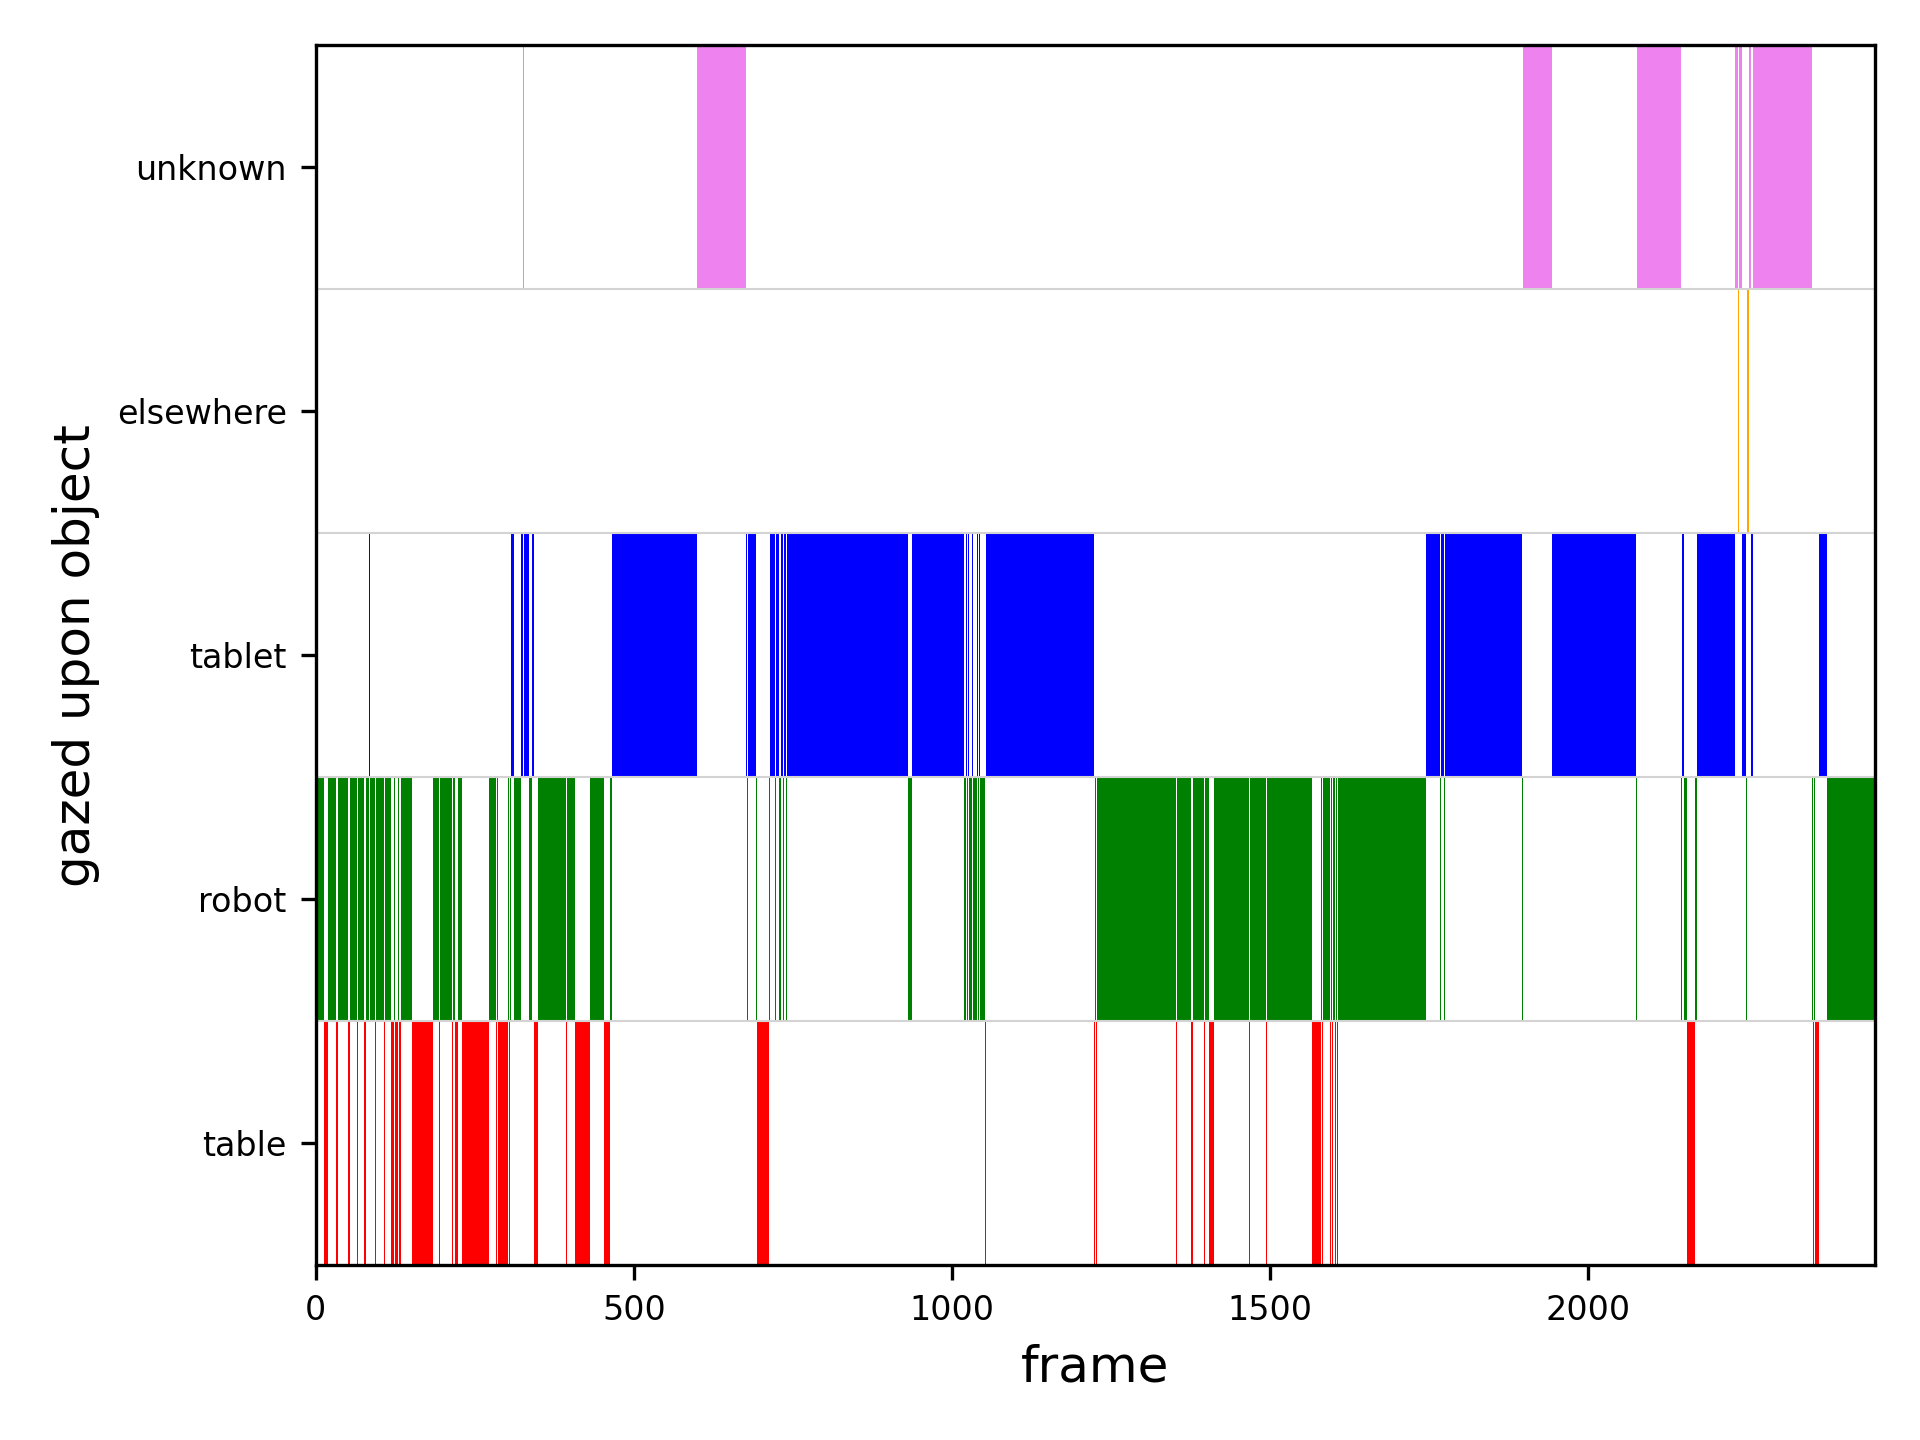 gazed upon object
unknown
elsewhere
tablet
robot
table
0 500 1000 1500 2000
frame